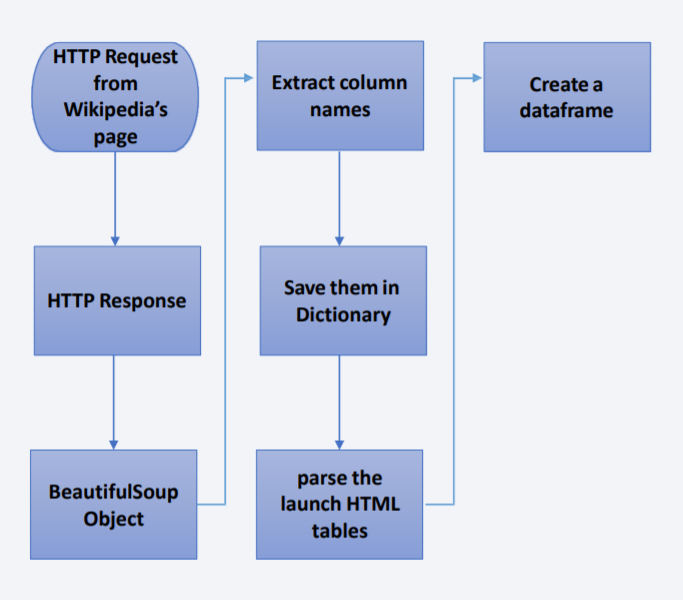 HTTP Request
from
Wikipedia’s
page
HTTP Response
BeautifulSoup
Object
Extract column
names
Save them in
Dictionary
parse the
launch HTML
tables
Create a
dataframe